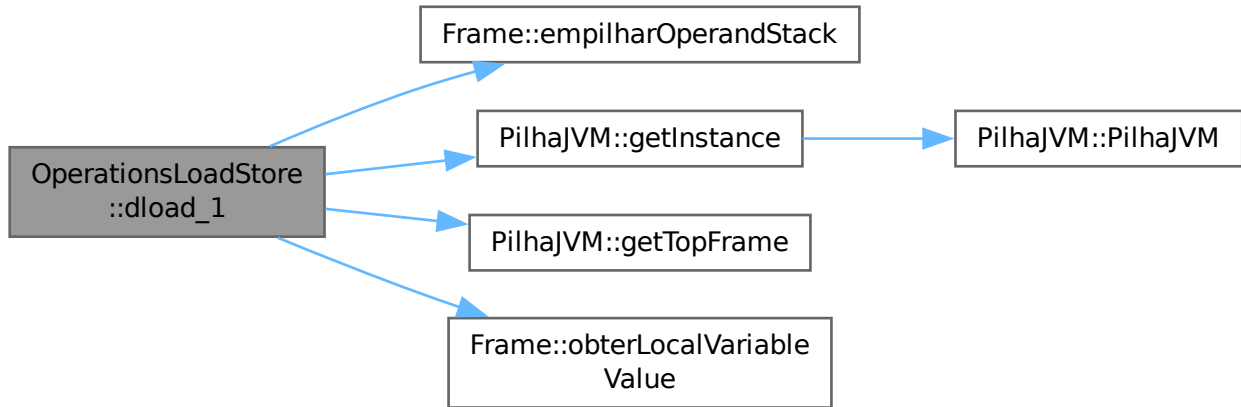 OperationsLoadStore
::dload_1
Frame::empilharOperandStack
PilhaJVM::getInstance
PilhaJVM::PilhaJVM
PilhaJVM::getTopFrame
Frame::obterLocalVariable
Value